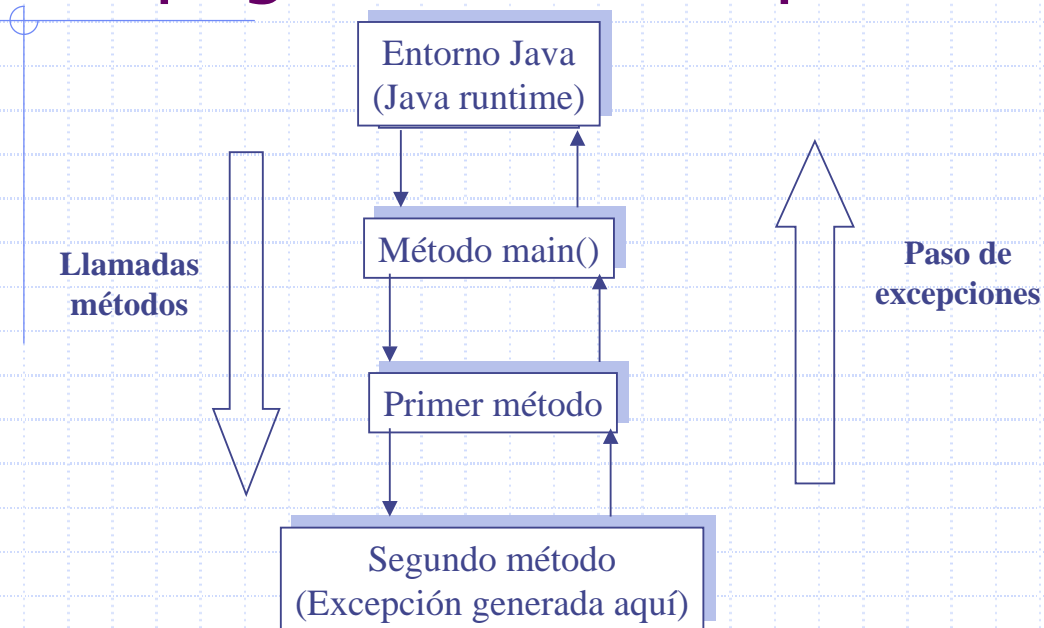 Entorno Java
(Java runtime)
Método main()
Llamadas
métodos
Paso de
excepciones
Primer método
Segundo método
(Excepción generada aquí)